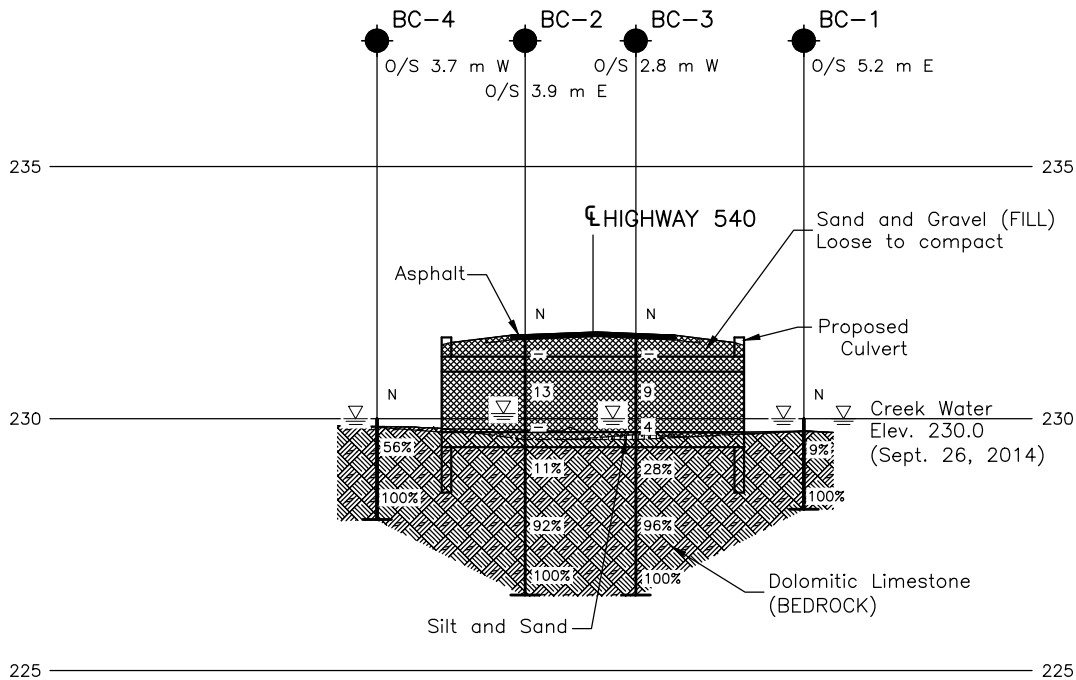 BC-4
BC-2
BC-3
BC-1
O/S 3.7 m W
O/S 3.9 m E
O/S 2.8 m W
O/S 5.2 m E
235
235
℄ HIGHWAY 540
Sand and Gravel (FILL)
Loose to compact
Asphalt
N
N
Proposed
Culvert
13
9
N
N
230
230
4
Creek Water
Elev. 230.0
(Sept. 26, 2014)
56%
11%
28%
9%
100%
100%
92%
96%
100%
100%
Dolomitic Limestone
(BEDROCK)
Silt and Sand
225
225